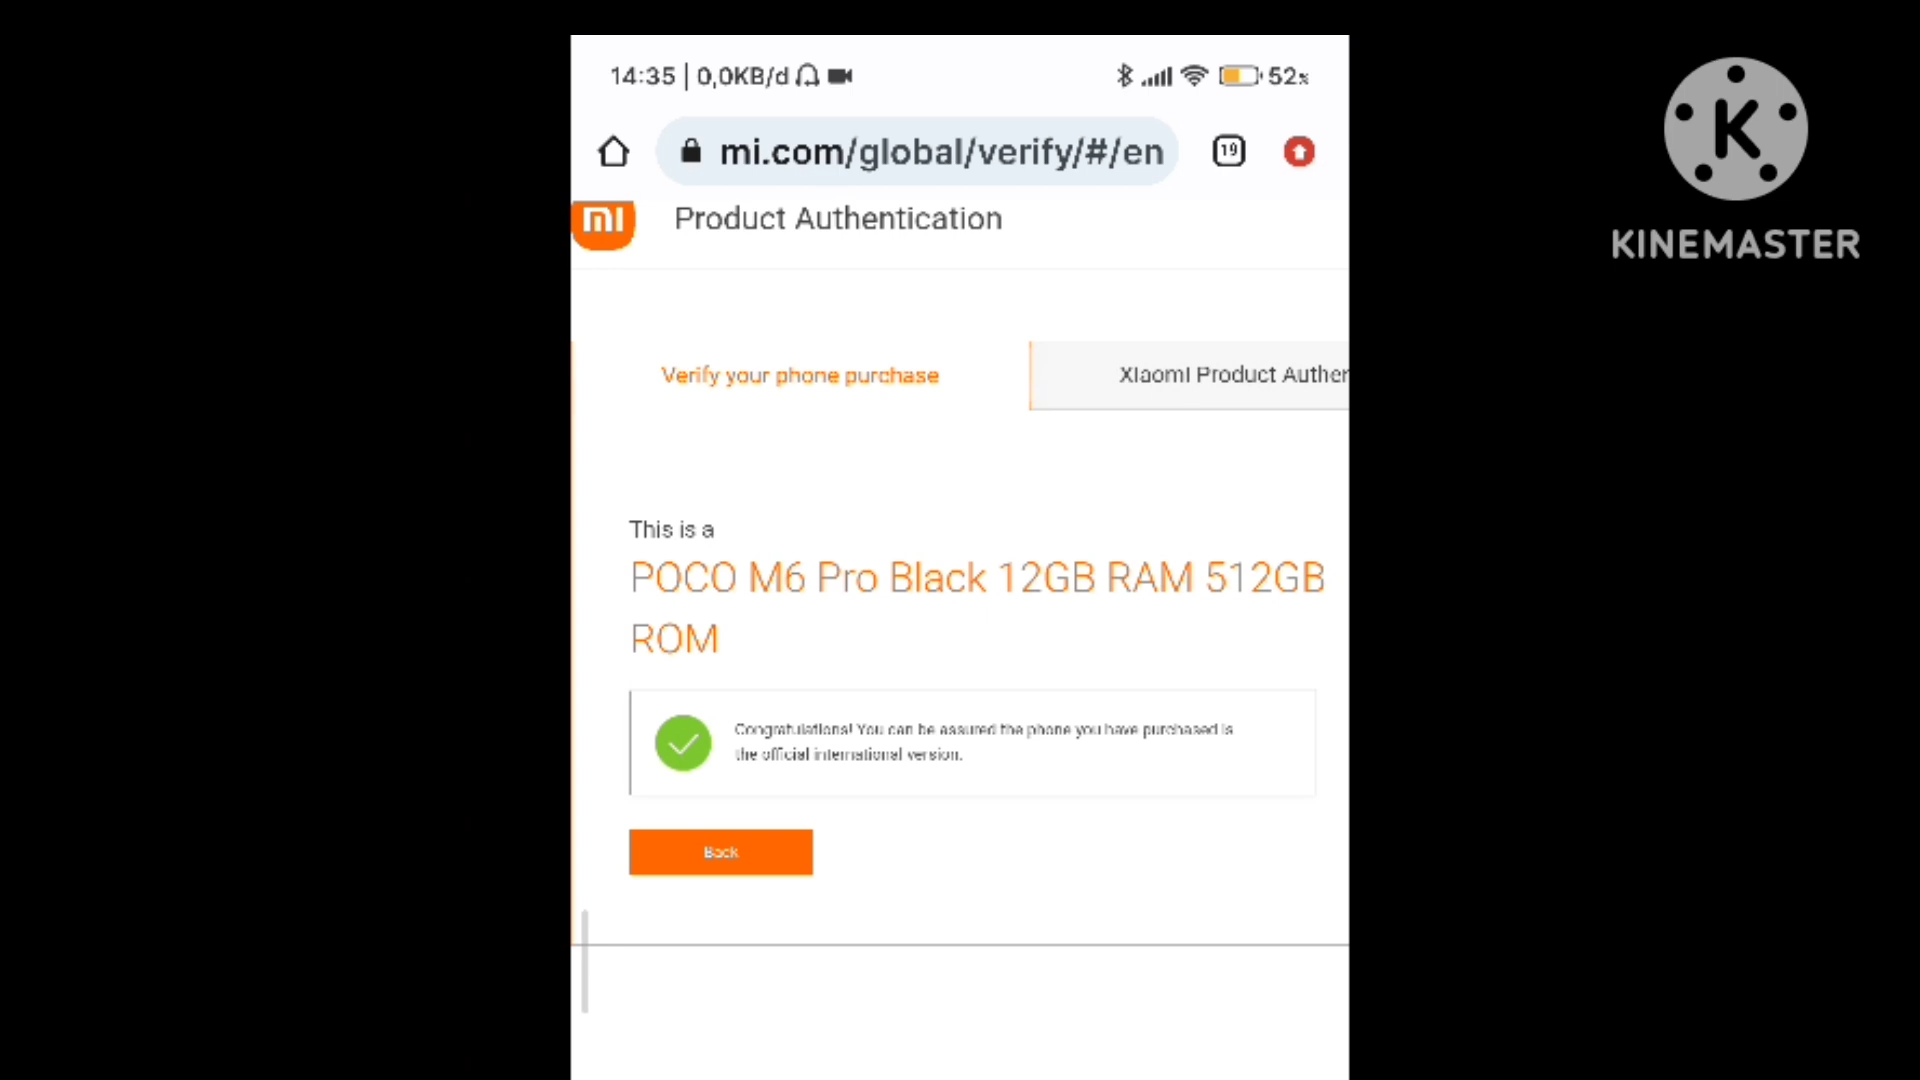 14:35 | 0,0KB/d 52%
mi.com/global/verify/#/en 19
mi Product Authentication
Verify your phone purchase
Xiaomi Product Auther
This is a
POCO M6 Pro Black 12GB RAM 512GB
ROM
Congratulations! You can be assured the phone you have purchased is
the official international version.
Back
K
KINEMASTER